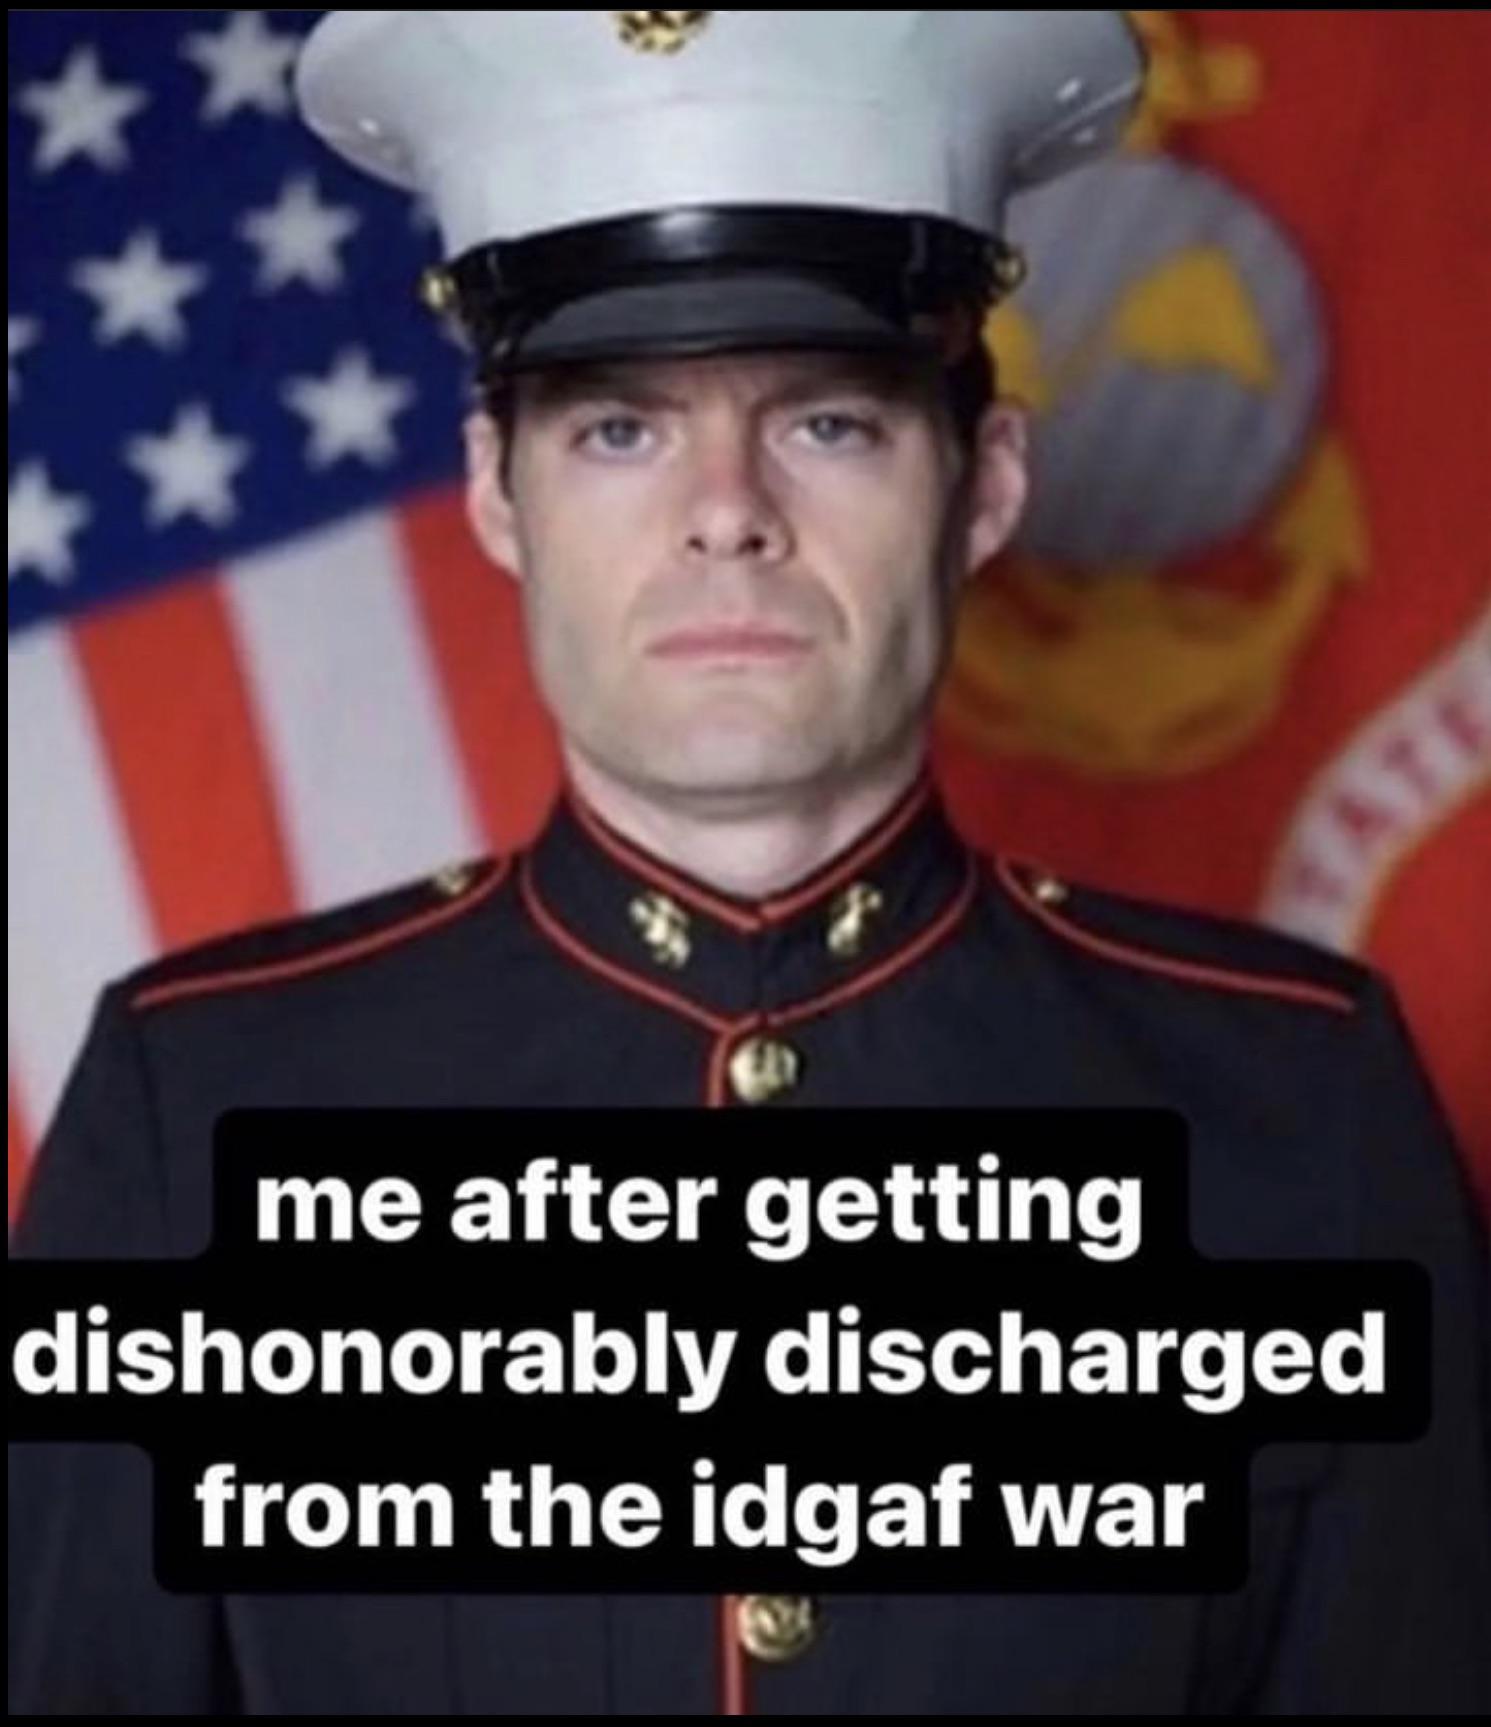 me after getting
dishonorably discharged
from the idgaf war